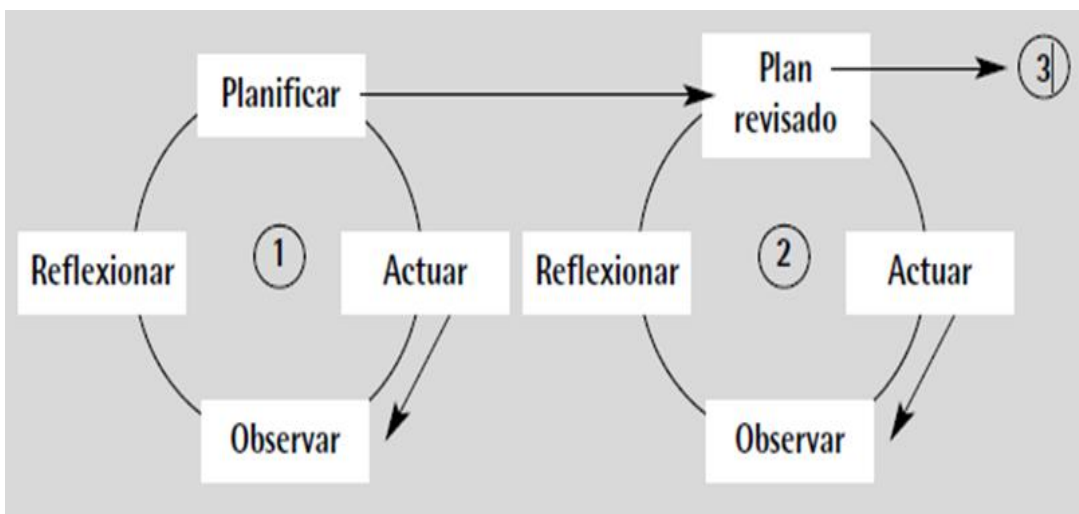 Planificar
Plan
revisado
3
Reflexionar
1
Actuar
Reflexionar
2
Actuar
Observar
Observar